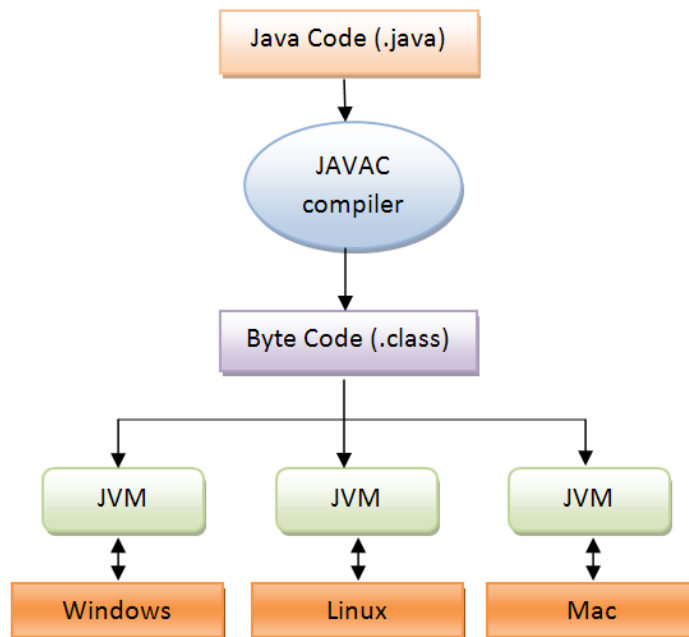 Java Code (.java)
JAVAC
compiler
Byte Code (.class)
JVM
JVM
JVM
Windows
Linux
Mac